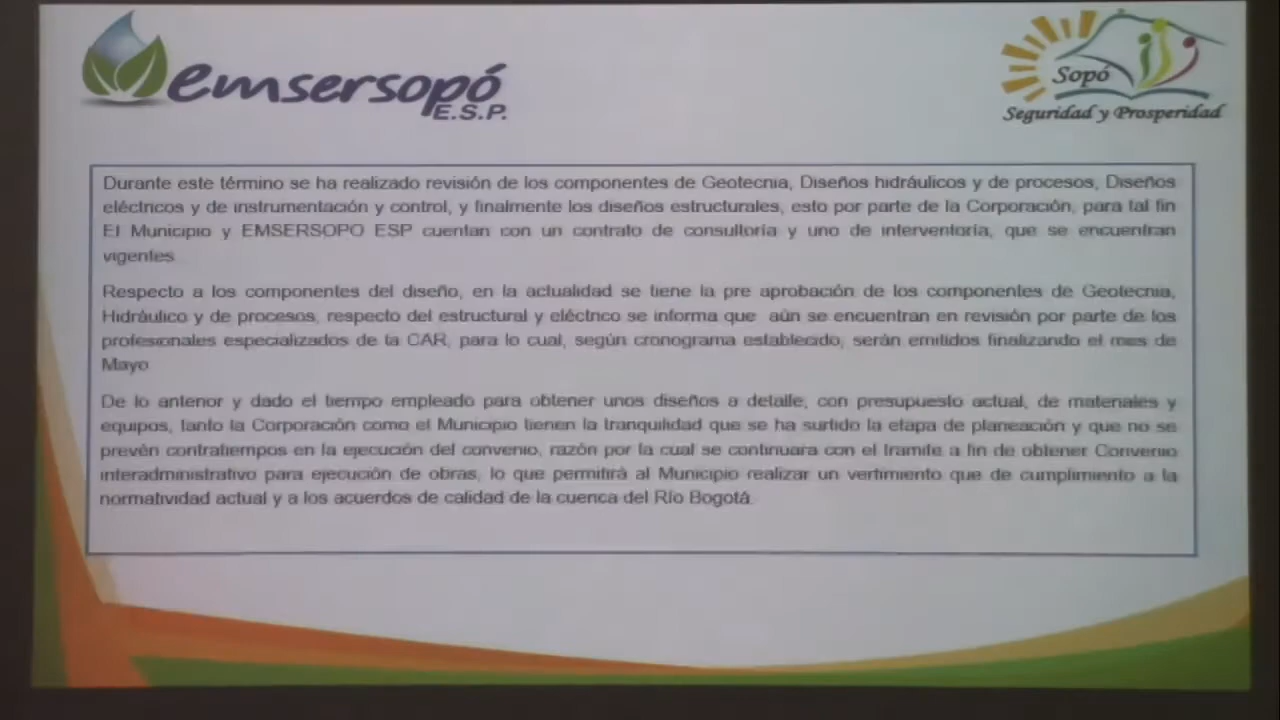 emsersopó
E.S.P.
Sopó
Seguridad y Prosperidad
Durante este término se ha realizado revisión de los componentes de Geotecnia, Diseños hidráulicos y de procesos, Diseños
eléctricos y de instrumentación y control, y finalmente los diseños estructurales, esto por parte de la Corporación, para tal fin
El Municipio y EMSERSOPO ESP cuentan con un contrato de consultoría y uno de interventoría, que se encuentran
vigentes.
Respecto a los componentes del diseño, en la actualidad se tiene la pre aprobación de los componentes de Geotecnia,
Hidráulico y de procesos, respecto del estructural y eléctrico se informa que aún se encuentran en revisión por parte de los
profesionales especializados de la CAR, para lo cual, según cronograma establecido, serán emitidos finalizando el mes de
Mayo.
De lo anterior y dado el tiempo empleado para obtener unos diseños a detalle, con presupuesto actual, de materiales y
equipos, tanto la Corporación como el Municipio tienen la tranquilidad que se ha surtido la etapa de planeación y que no se
prevén contratiempos en la ejecución del convenio, razón por la cual se continuara con el tramite a fin de obtener Convenio
interadministrativo para ejecución de obras, lo que permitirá al Municipio realizar un vertimiento que de cumplimiento a la
normatividad actual y a los acuerdos de calidad de la cuenca del Río Bogotá.